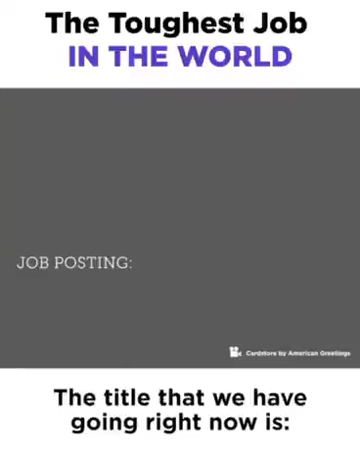 The Toughest Job
IN THE WORLD
JOB POSTING:
Cardstore by American Greetings
The title that we have
going right now is: